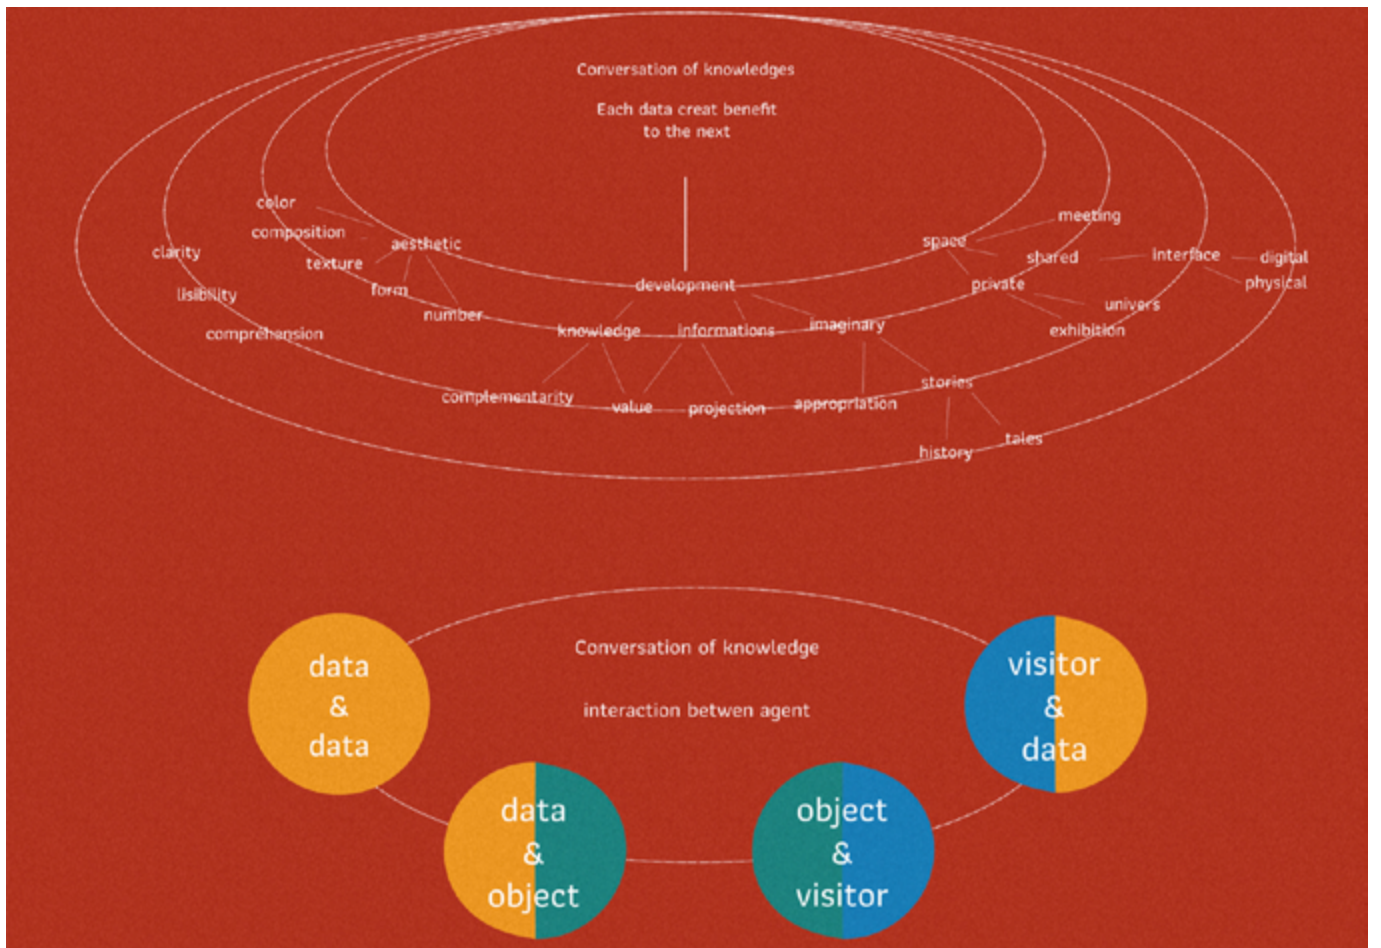 Conversation of knowledges
Each data creat benefit
to the next
color
composition
aesthetic
texture
form
number
clarity
lisibility
comprehension
development
knowledge
informations
imaginary
complementarity
value
projection
appropriation
stories
history
tales
space
meeting
shared
private
univers
exhibition
interface
digital
physical
Conversation of knowledge
interaction betwen agent
data
&
data
data
&
object
object
&
visitor
visitor
&
data